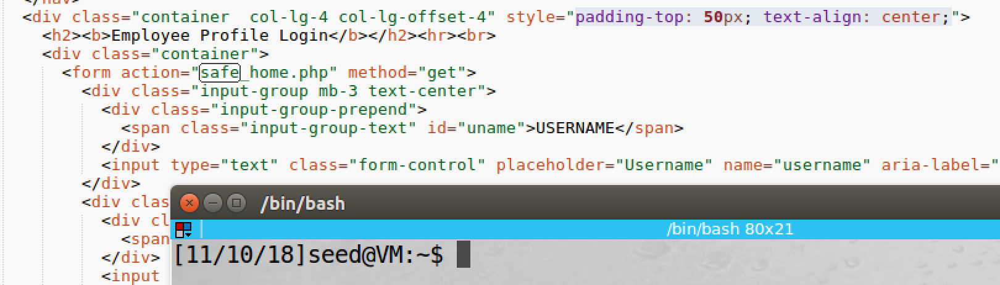 </nav>
<div class="container  col-lg-4 col-lg-offset-4" style="padding-top: 50px; text-align: center;">
<h2><b>Employee Profile Login</b></h2><hr><br>
<div class="container">
<form action="safe_home.php" method="get">
<div class="input-group mb-3 text-center">
<div class="input-group-prepend">
<span class="input-group-text" id="uname">USERNAME</span>
</div>
<input type="text" class="form-control" placeholder="Username" name="username" aria-label="
</div>
<div clas
<div cl
<span
</div>
<input
/bin/bash
/bin/bash 80x21
[11/10/18]seed@VM:~$